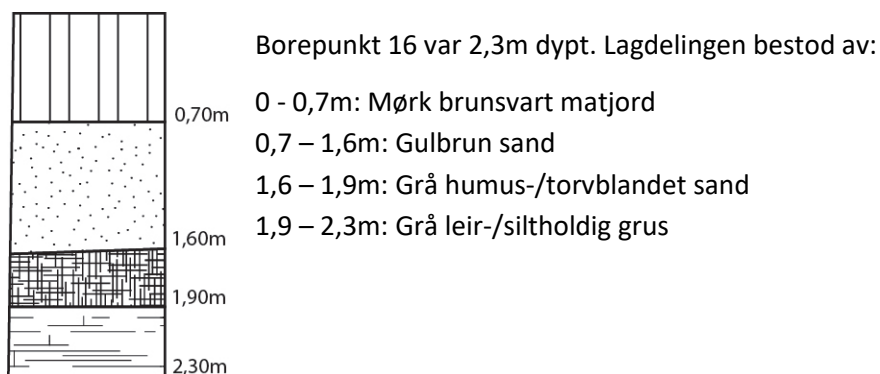 Borepunkt 16 var 2,3m dypt. Lagdelingen bestod av:
0 - 0,7m: Mørk brunsvart matjord
0,7 – 1,6m: Gulbrun sand
1,6 – 1,9m: Grå humus-/torvblandet sand
1,9 – 2,3m: Grå leir-/siltholdig grus
0,70m
1,60m
1,90m
2,30m